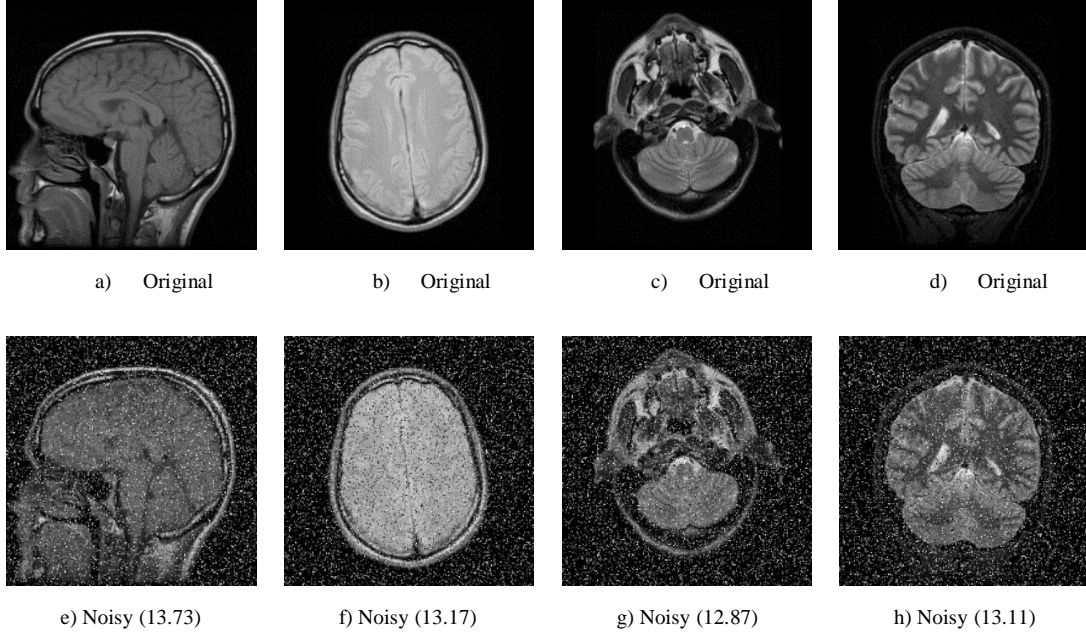 a) Original
b) Original
c) Original
d) Original
e) Noisy (13.73)
f) Noisy (13.17)
g) Noisy (12.87)
h) Noisy (13.11)